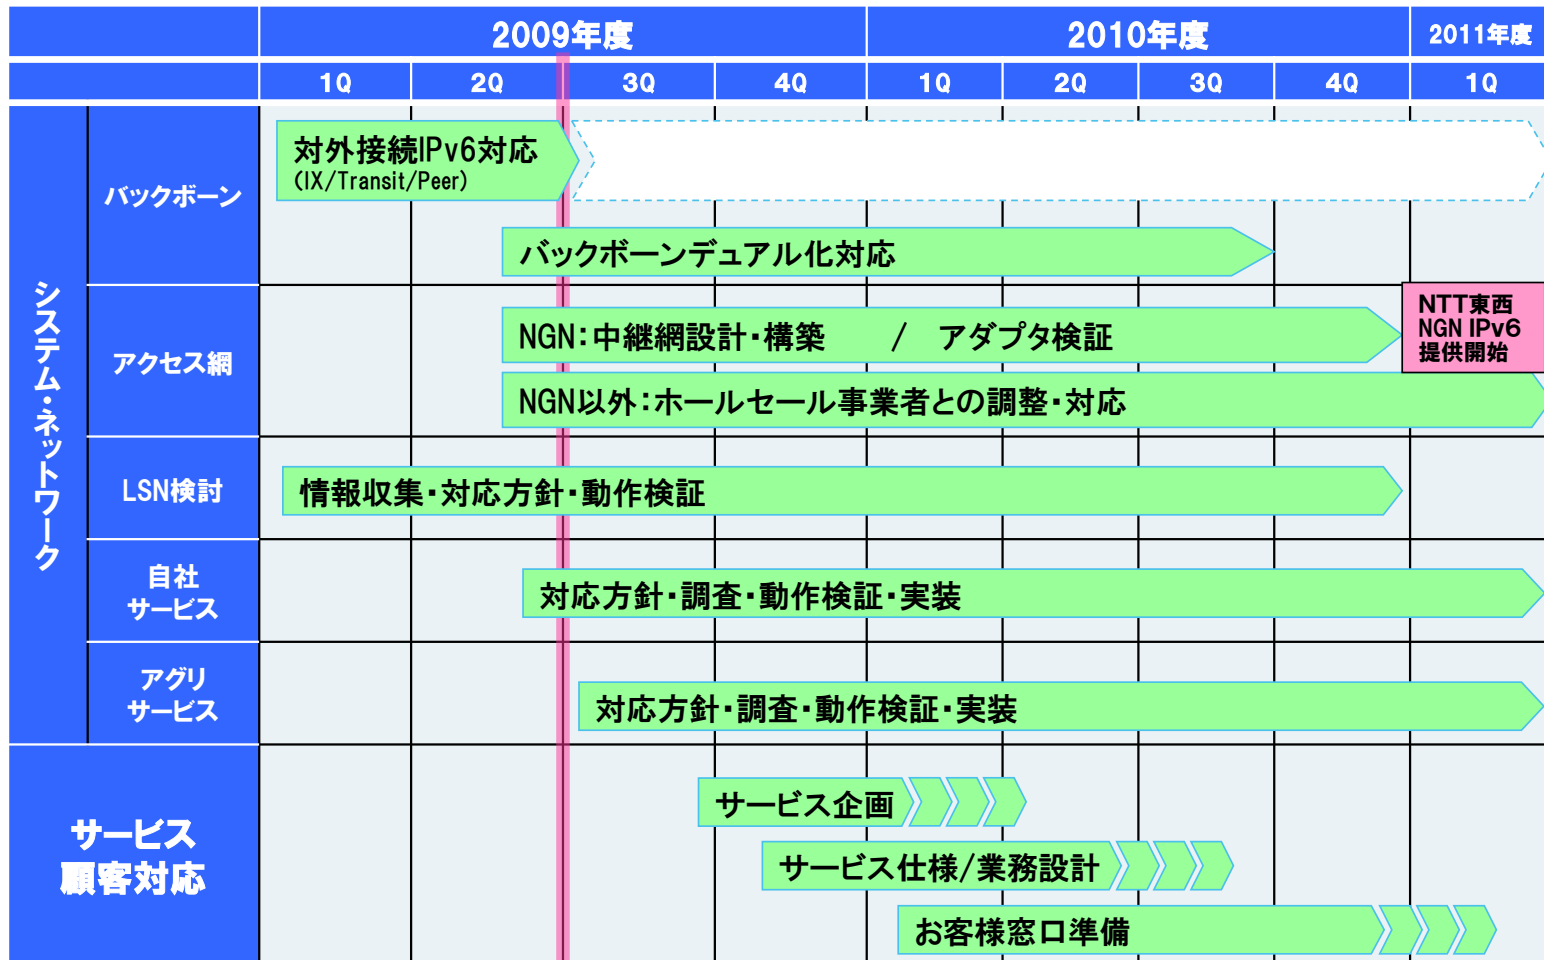 2009年度 2010年度 2011年度
1Q 2Q 3Q 4Q 1Q 2Q 3Q 4Q 1Q
システム・ネットワーク
バックボーン
対外接続IPv6対応
(IX/Transit/Peer)
バックボーンデュアル化対応
アクセス網
NGN:中継網設計・構築 / アダプタ検証
NTT東西
NGN IPv6
提供開始
NGN以外:ホールセール事業者との調整・対応
LSN検討
情報収集・対応方針・動作検証
自社
サービス
対応方針・調査・動作検証・実装
アグリ
サービス
対応方針・調査・動作検証・実装
サービス
顧客対応
サービス企画
サービス仕様/業務設計
お客様窓口準備